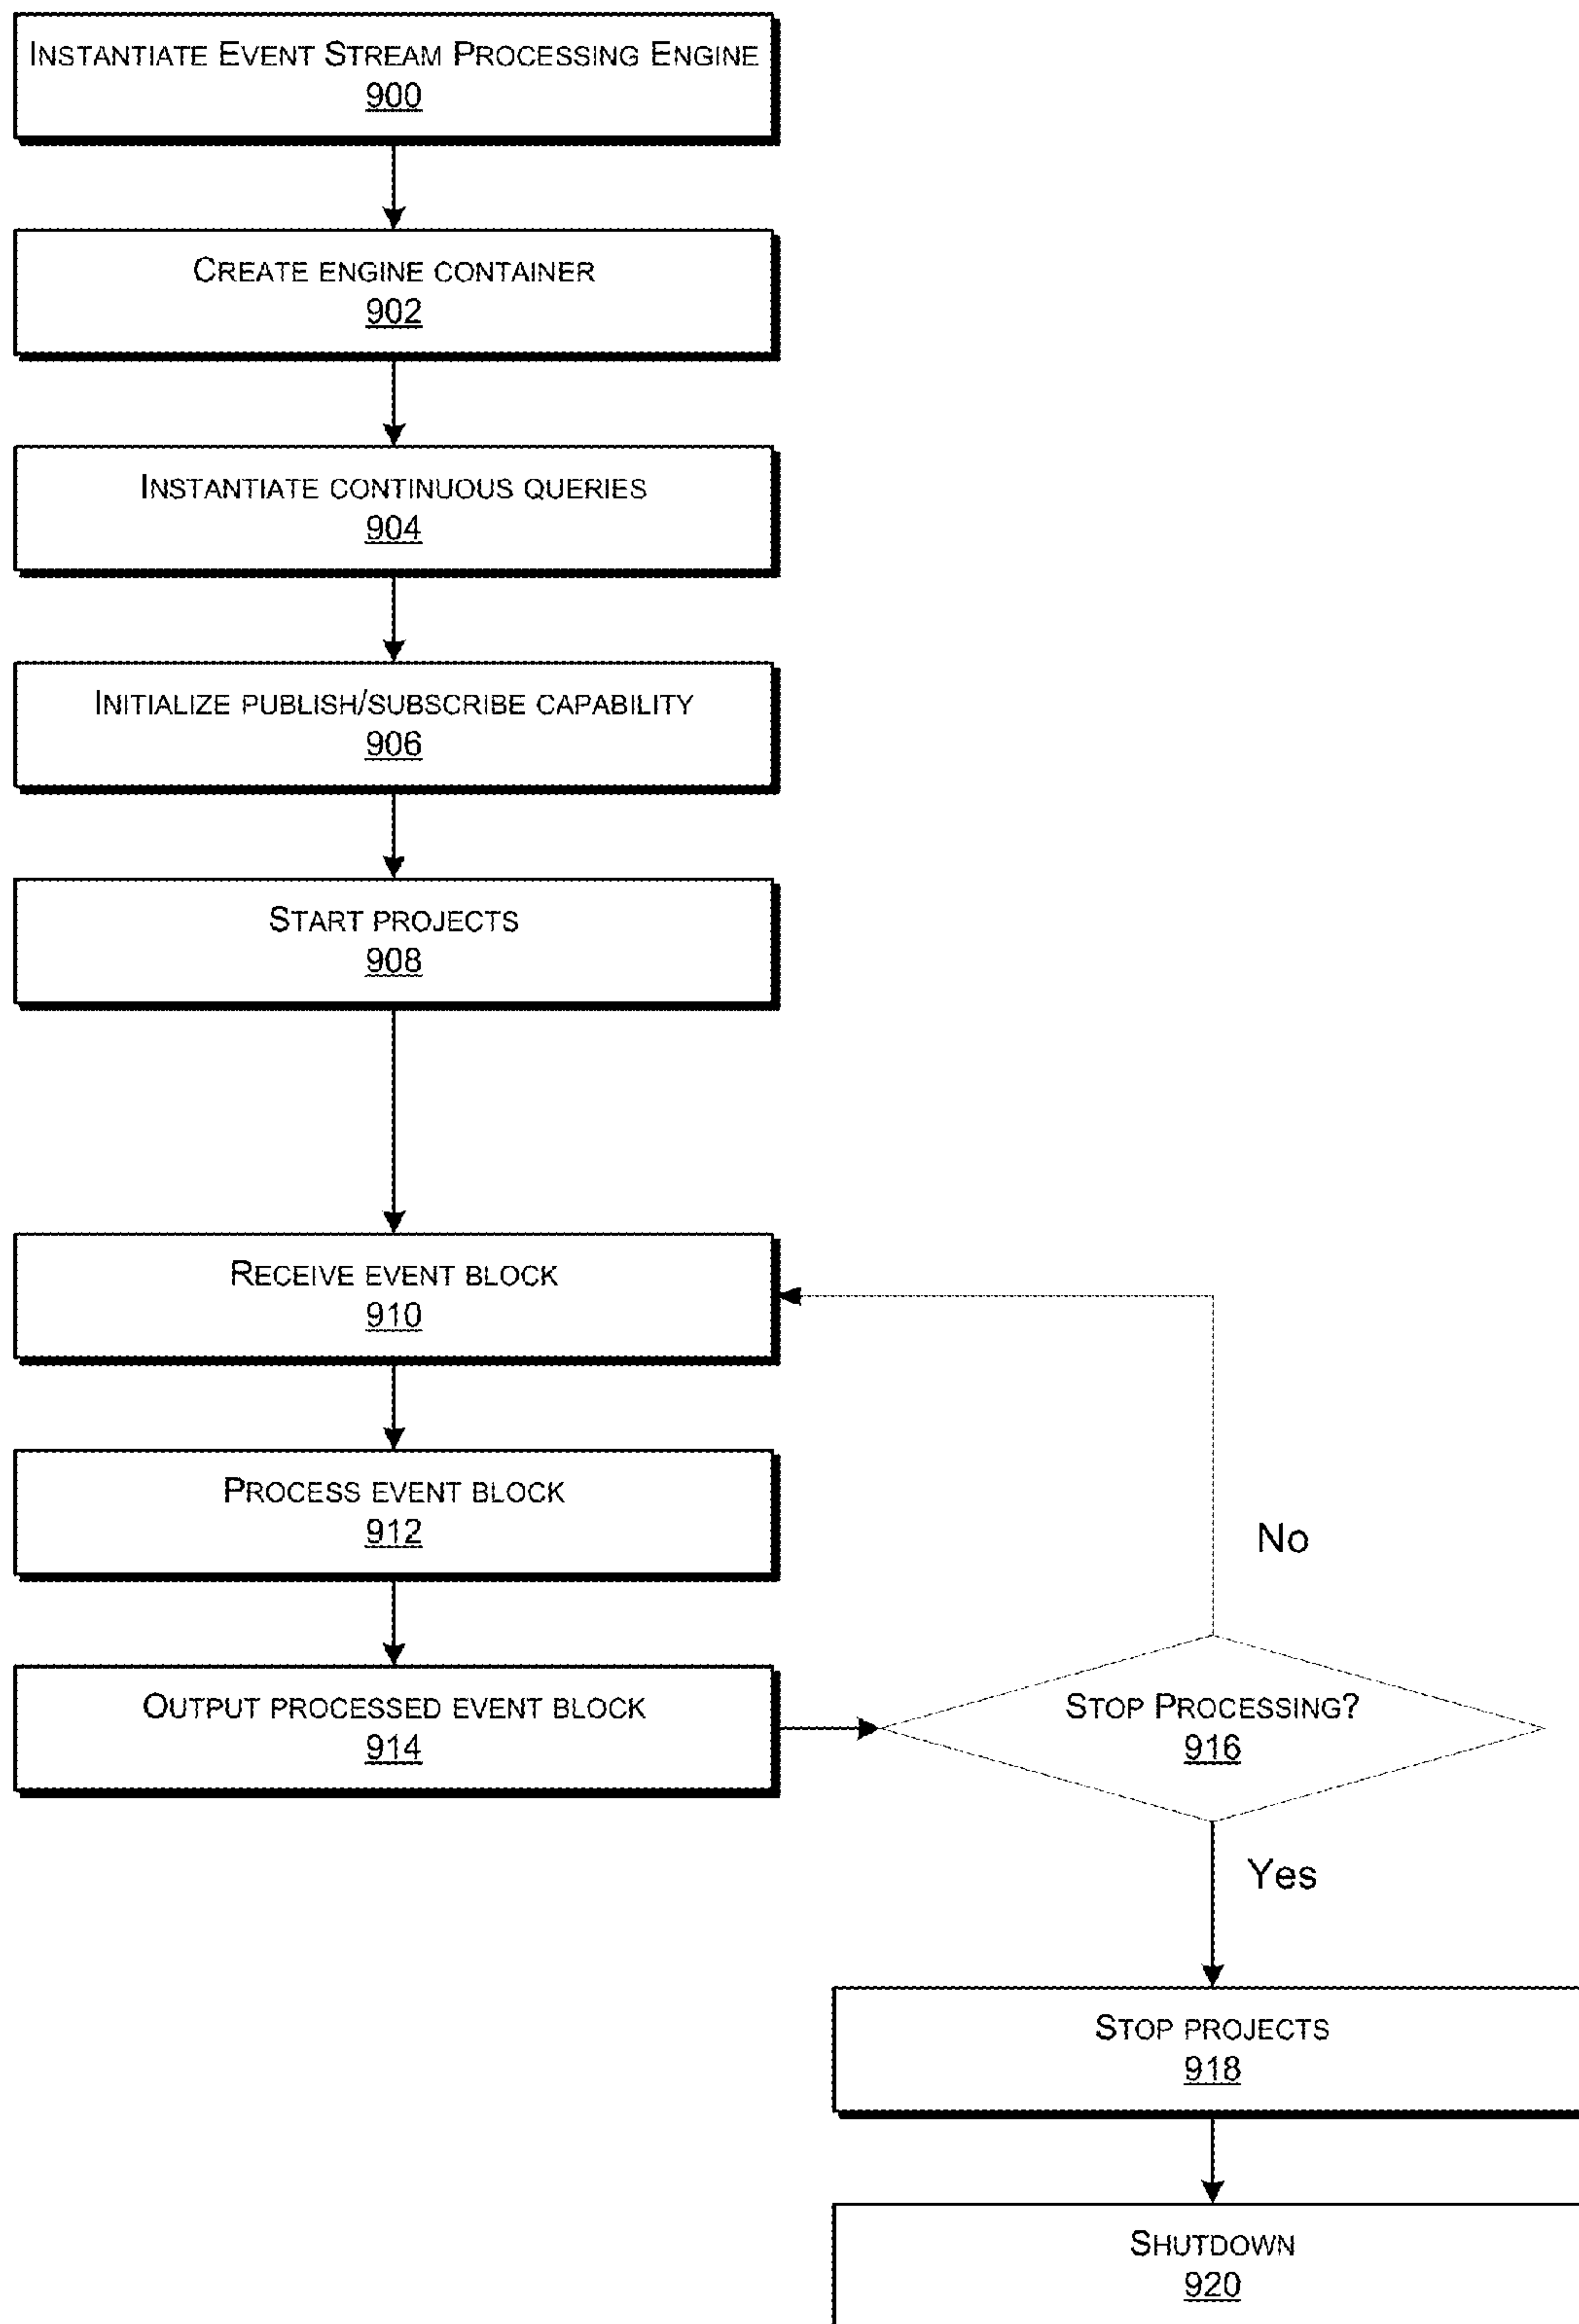 INSTANTIATE EVENT STREAM PROCESSING ENGINE
900
CREATE ENGINE CONTAINER
902
INSTANTIATE CONTINUOUS QUERIES
904
INITIALIZE PUBLISH/SUBSCRIBE CAPABILITY
906
START PROJECTS
908
RECEIVE EVENT BLOCK
910
PROCESS EVENT BLOCK
912
No
OUTPUT PROCESSED EVENT BLOCK
914
STOP PROCESSING?
916
Yes
STOP PROJECTS
918
SHUTDOWN
920